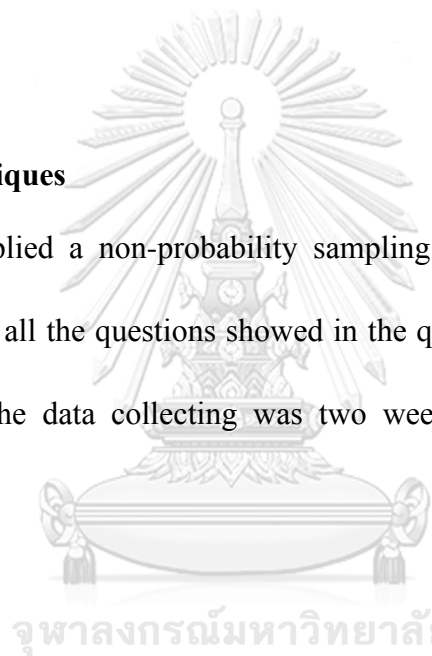 iques
plied a non-probability sampling
all the questions showed in the q
he data collecting was two wee
จุฬาลงกรณ์มหาวิทยาลัย